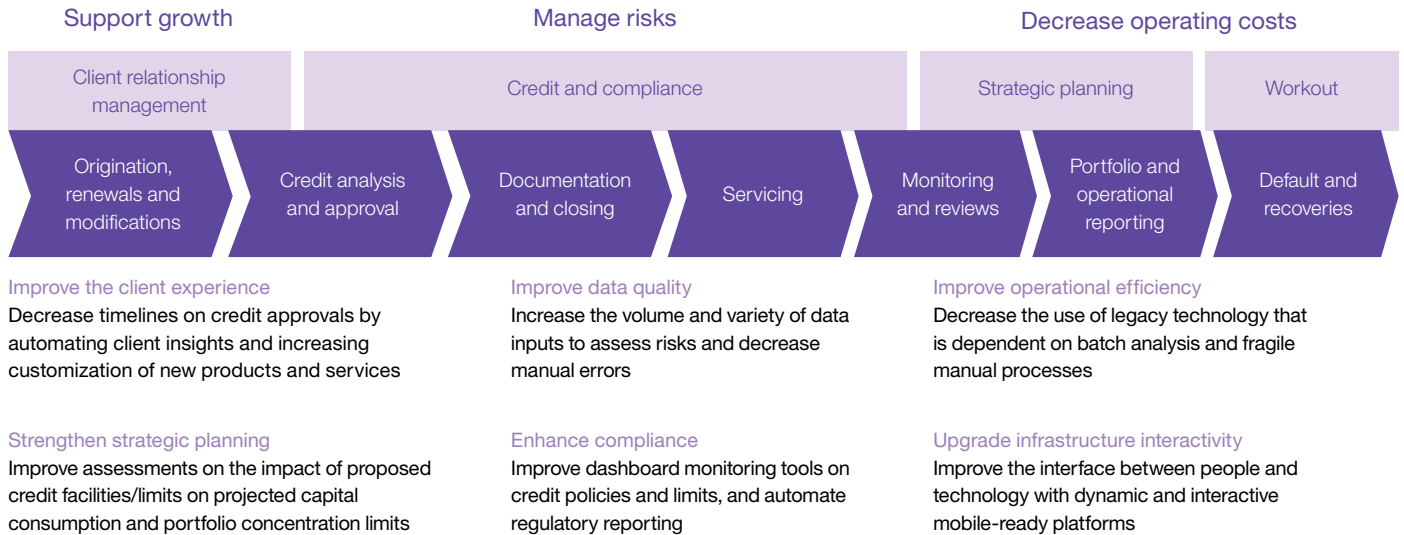 Support growth
Manage risks
Decrease operating costs
Client relationship
management
Credit and compliance
Strategic planning
Workout
Origination,
renewals and
modifications
Credit analysis
and approval
Documentation
and closing
Servicing
Monitoring
and reviews
Portfolio and
operational
reporting
Default and
recoveries
Improve the client experience
Decrease timelines on credit approvals by
automating client insights and increasing
customization of new products and services
Improve data quality
Increase the volume and variety of data
inputs to assess risks and decrease
manual errors
Improve operational efficiency
Decrease the use of legacy technology that
is dependent on batch analysis and fragile
manual processes
Strengthen strategic planning
Improve assessments on the impact of proposed
credit facilities/limits on projected capital
consumption and portfolio concentration limits
Enhance compliance
Improve dashboard monitoring tools on
credit policies and limits, and automate
regulatory reporting
Upgrade infrastructure interactivity
Improve the interface between people and
technology with dynamic and interactive
mobile-ready platforms